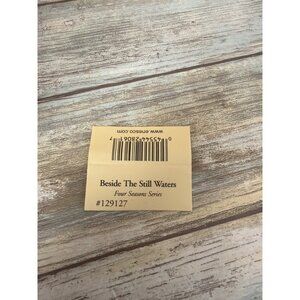 www.enesco.com
Beside The Still Waters
Four Seasons Series
#129127